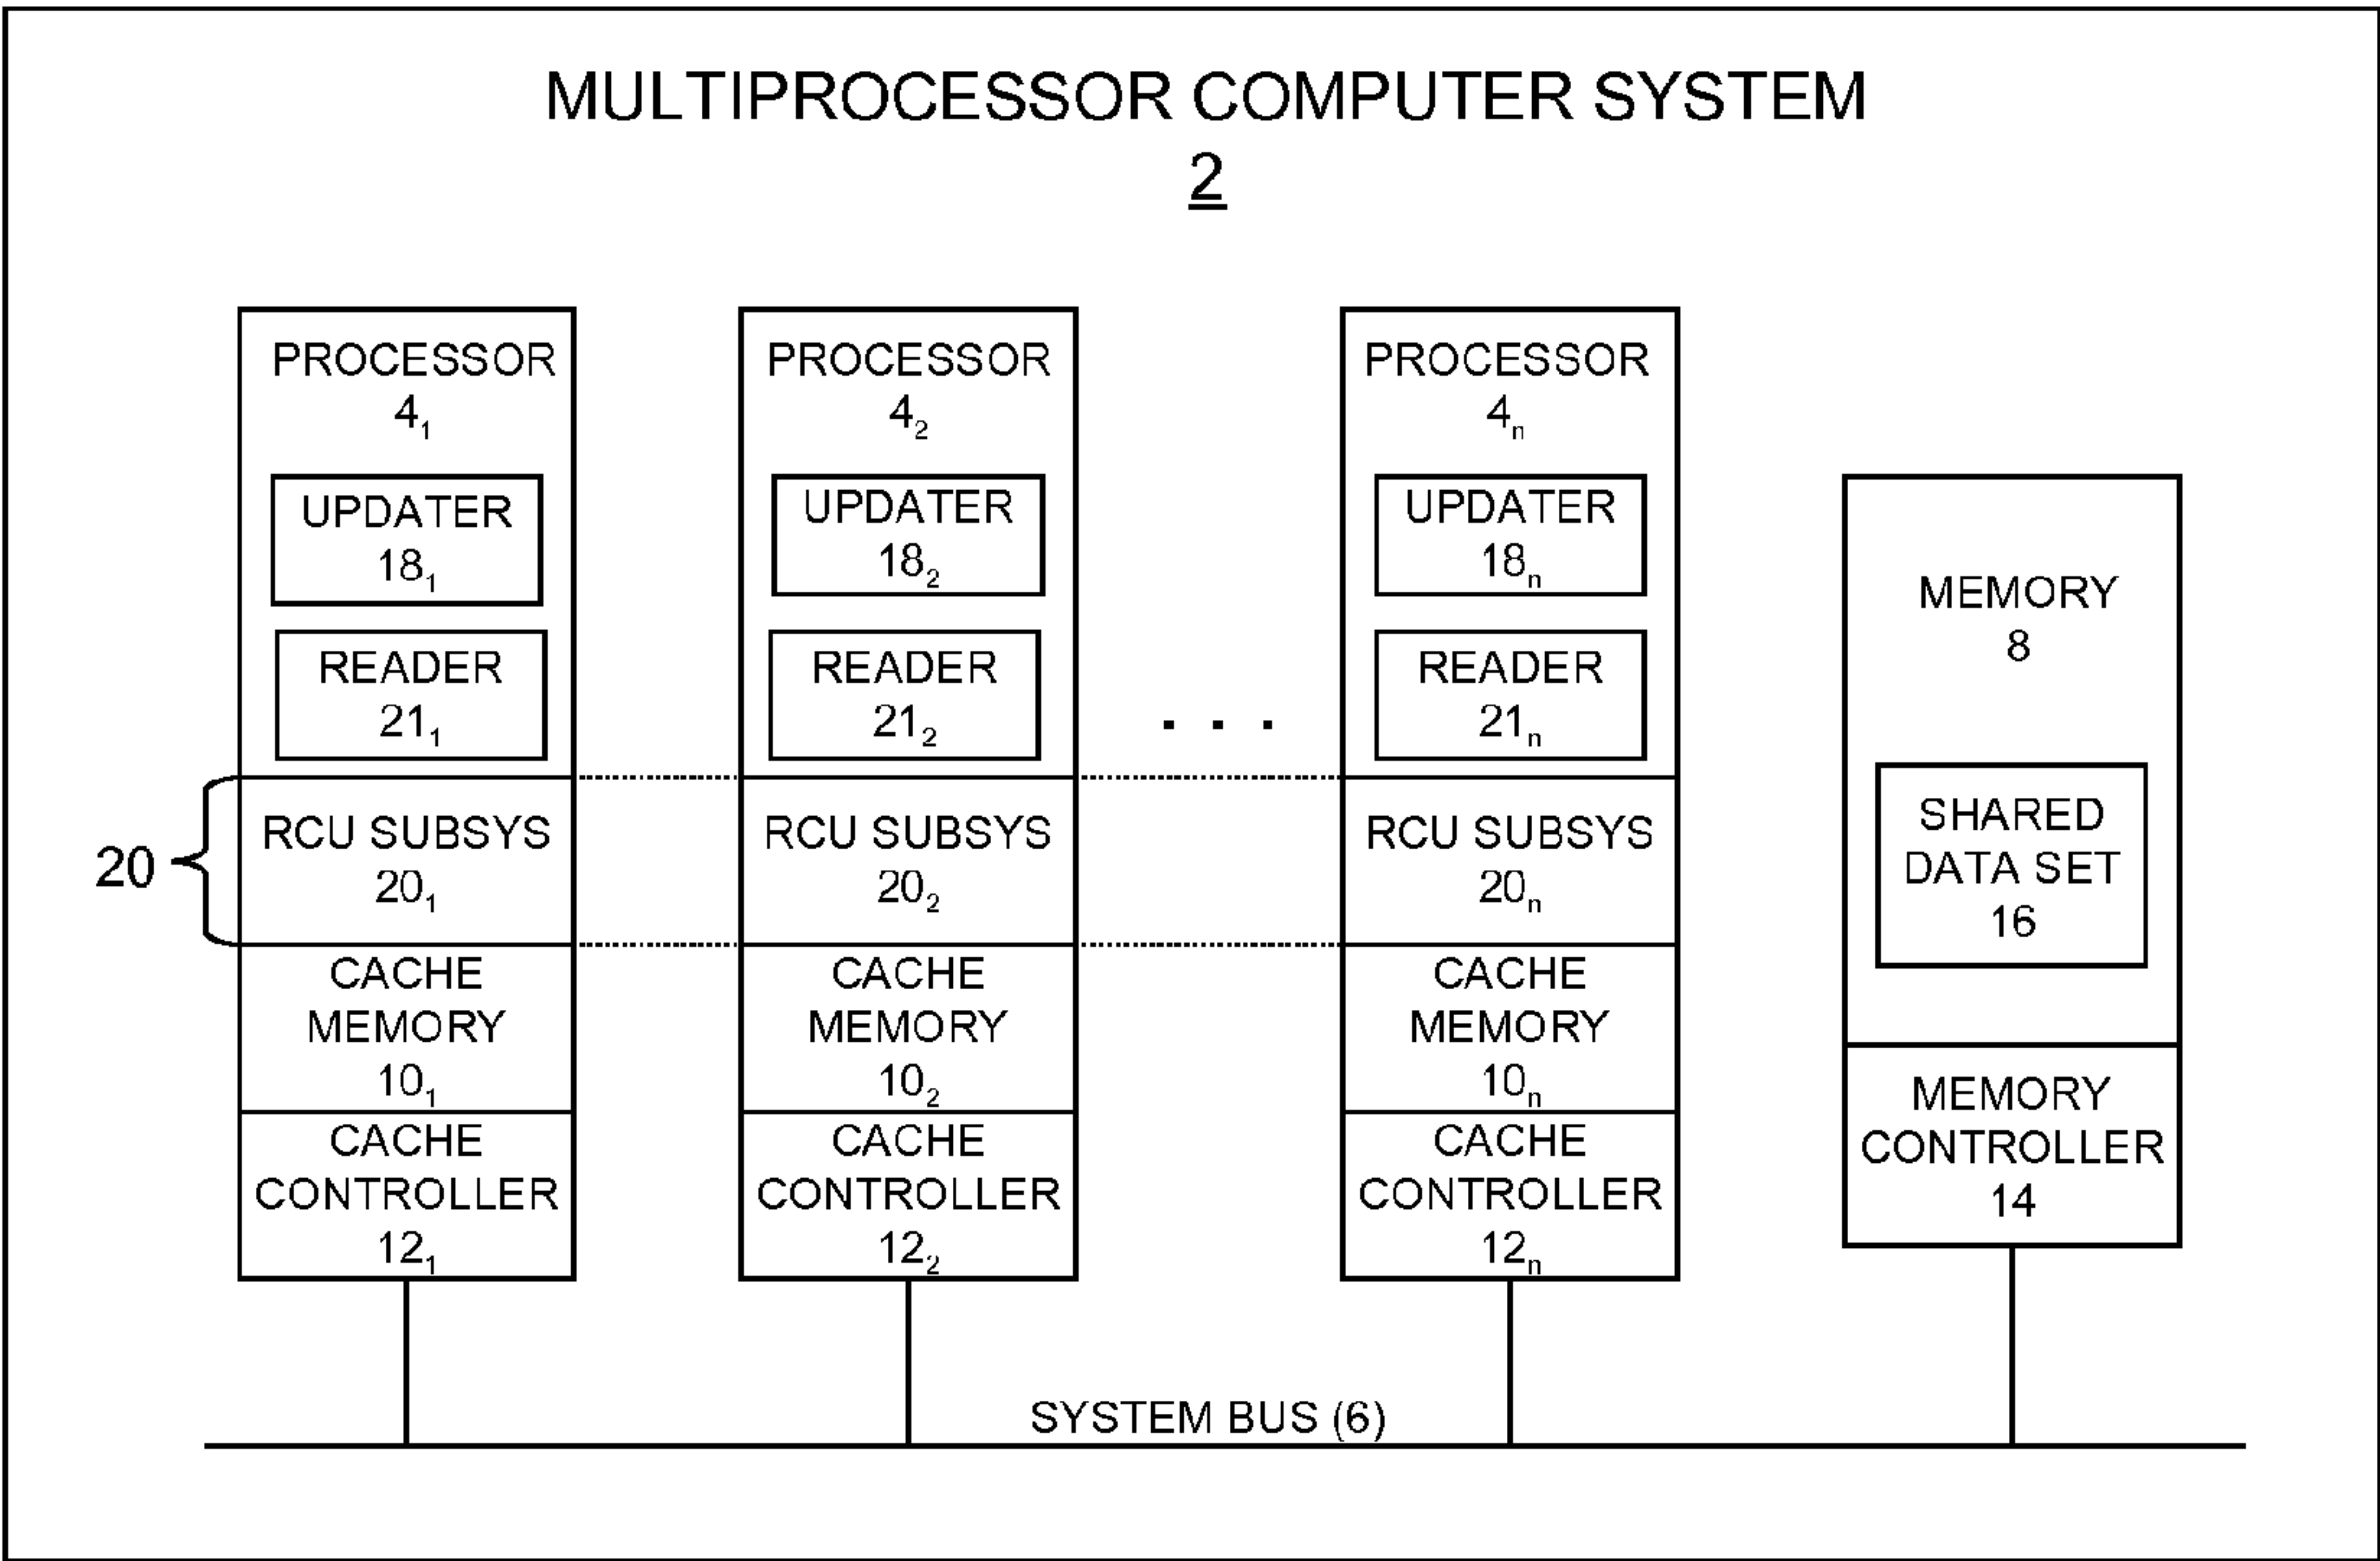 MULTIPROCESSOR COMPUTER SYSTEM
2
PROCESSOR
4₁
UPDATER
18₁
READER
21₁
RCU SUBSYS
20₁
CACHE
MEMORY
10₁
CACHE
CONTROLLER
12₁
20
PROCESSOR
4₂
UPDATER
18₂
READER
21₂
RCU SUBSYS
20₂
CACHE
MEMORY
10₂
CACHE
CONTROLLER
12₂
. . .
PROCESSOR
4ₙ
UPDATER
18ₙ
READER
21ₙ
RCU SUBSYS
20ₙ
CACHE
MEMORY
10ₙ
CACHE
CONTROLLER
12ₙ
MEMORY
8
SHARED
DATA SET
16
MEMORY
CONTROLLER
14
SYSTEM BUS (6)